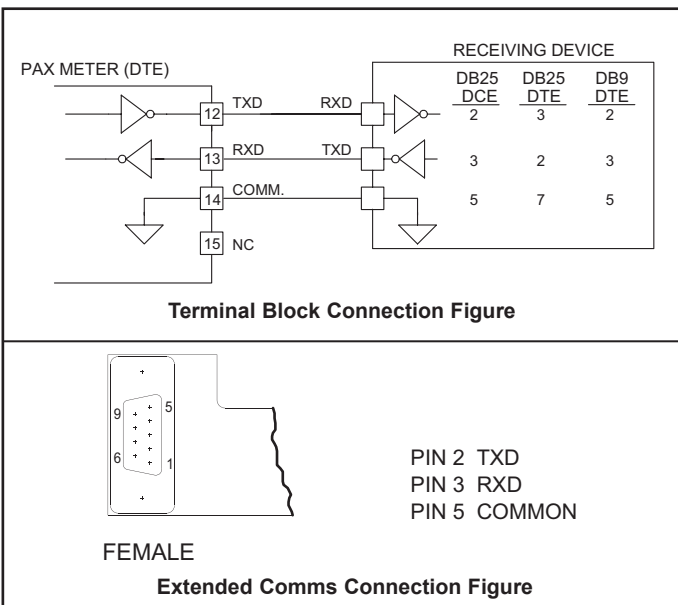 RECEIVING DEVICE
PAX METER (DTE)
DB25 DB25 DB9
DCE DTE DTE
12 TXD RXD 2 3 2
13 RXD TXD 3 2 3
14 COMM. 5 7 5
15 NC
Terminal Block Connection Figure
9 5
6 1
PIN 2 TXD
PIN 3 RXD
PIN 5 COMMON
FEMALE
Extended Comms Connection Figure